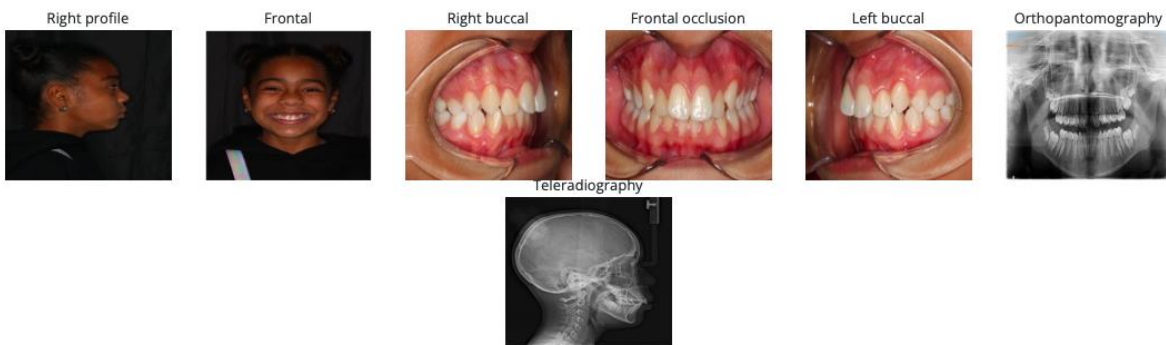 Right profile
Frontal
Right buccal
Frontal occlusion
Left buccal
Orthopantomography
Teleradiography